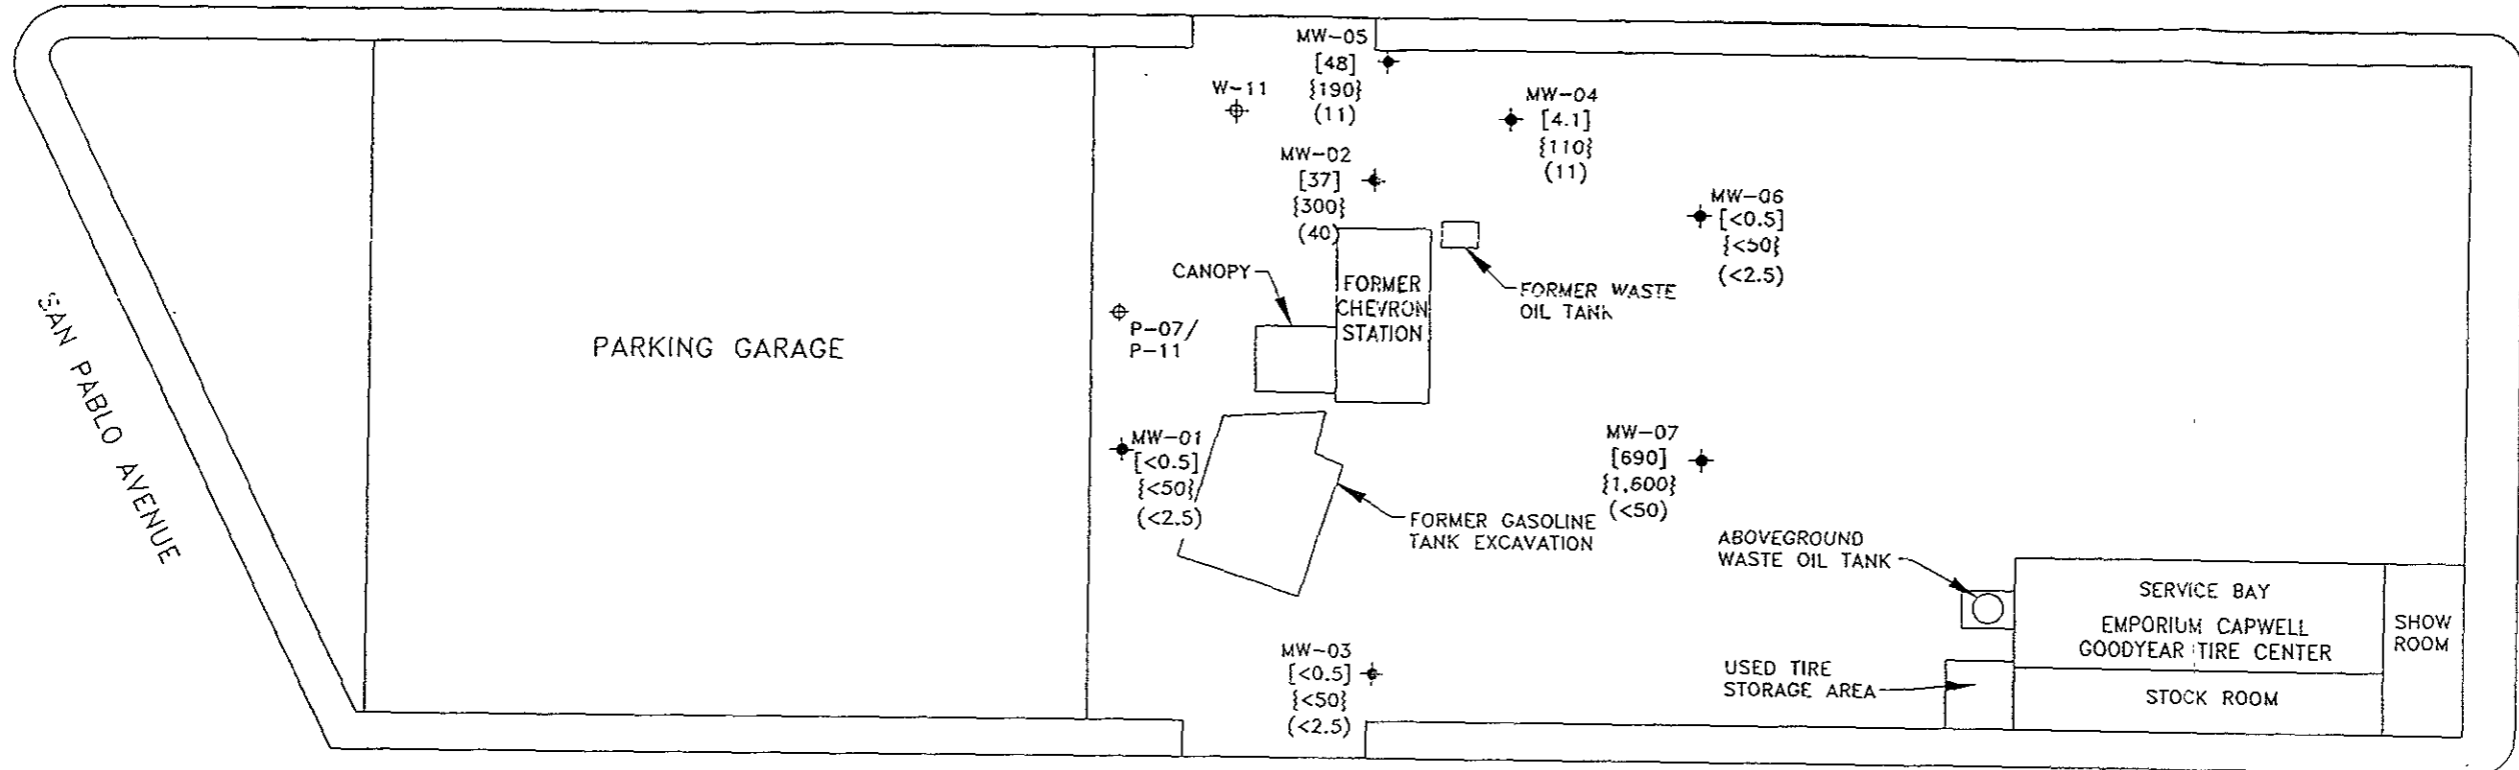 MW-05
[48]
{190}
(11)
W-11
MW-04
[4.1]
{110}
(11)
MW-02
[37]
{300}
(40)
MW-06
[<0.5]
{<50}
(<2.5)
CANOPY
FORMER
CHEVRON
STATION
FORMER WASTE
OIL TANK
SAN PABLO AVENUE
PARKING GARAGE
P-07/
P-11
MW-01
[<0.5]
{<50}
(<2.5)
MW-07
[690]
{1,600}
(<50)
FORMER GASOLINE
TANK EXCAVATION
ABOVEGROUND
WASTE OIL TANK
SERVICE BAY
EMPORIUM CAPWELL
GOODYEAR TIRE CENTER
SHOW
ROOM
MW-03
[<0.5]
{<50}
(<2.5)
USED TIRE
STORAGE AREA
STOCK ROOM